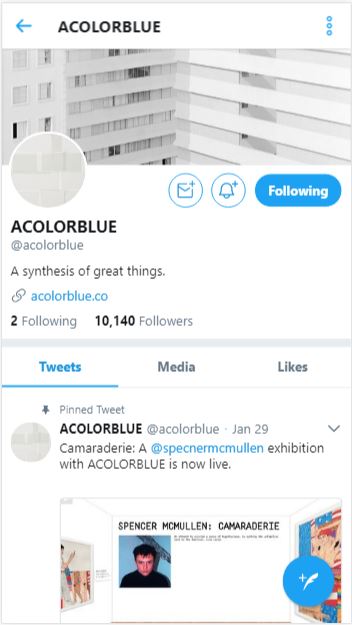 ACOLORBLUE
Following
ACOLORBLUE
@acolorblue
A synthesis of great things.
acolorblue.co
2 Following 10,140 Followers
Tweets Media Likes
Pinned Tweet
ACOLORBLUE @acolorblue · Jan 29
Camaraderie: A @specnermcmullen exhibition
with ACOLORBLUE is now live.
SPENCER MCMULLEN: CAMARADERIE